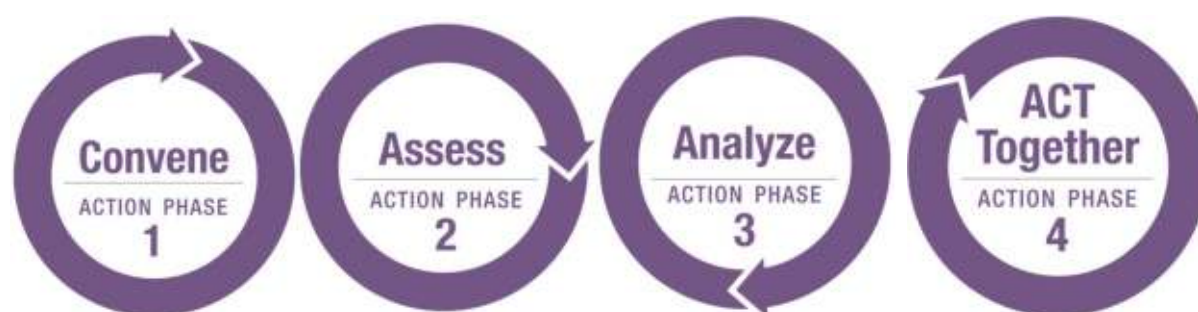 Convene
ACTION PHASE
1
Assess
ACTION PHASE
2
Analyze
ACTION PHASE
3
ACT
Together
ACTION PHASE
4